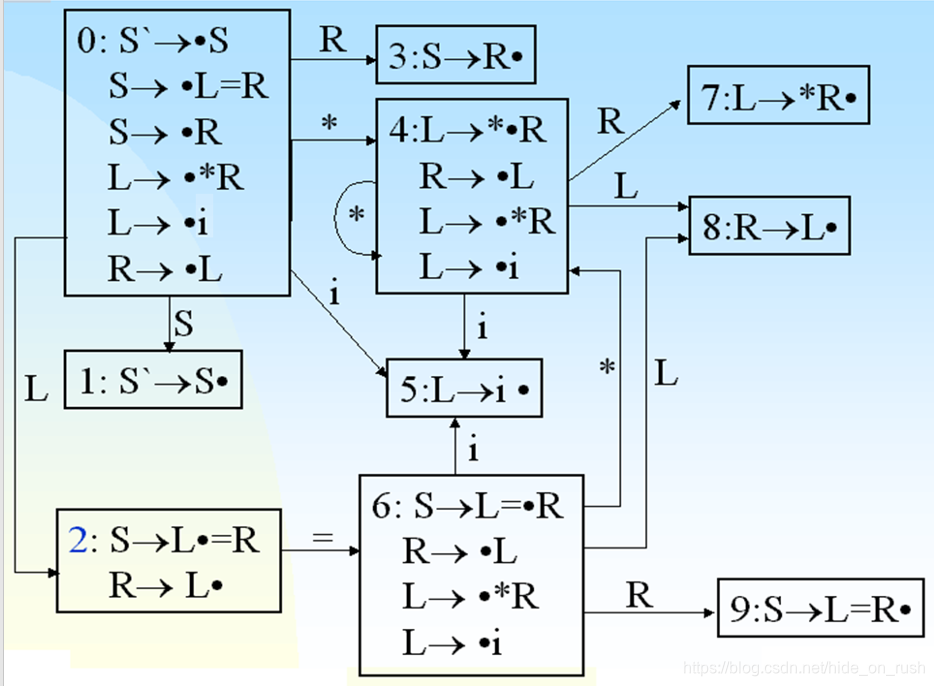 0: S`→•S
S→ •L=R
S→ •R
L→ •*R
L→ •i
R→ •L
R
3:S→R•
*
4:L→*•R
R→ •L
L→ •*R
L→ •i
*
R
7:L→*R•
L
8:R→L•
i
S
i
1: S`→S•
L
5:L→i •
*
L
i
2: S→L•=R
R→ L•
=
6: S→L=•R
R→ •L
L→ •*R
L→ •i
R
9:S→L=R•
https://blog.csdn.net/hide_on_rush